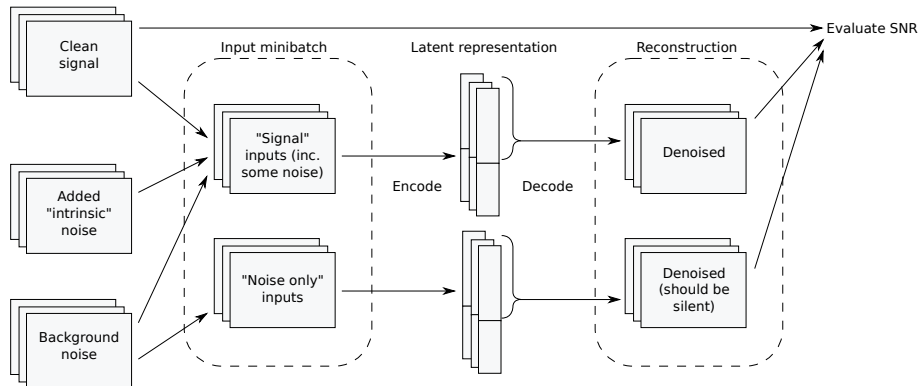 Clean
signal
Evaluate SNR
Input minibatch
Latent representation
Reconstruction
"Signal"
inputs (inc.
some noise)
Denoised
Added
"intrinsic"
noise
Encode
Decode
"Noise only"
inputs
Denoised
(should be
silent)
Background
noise